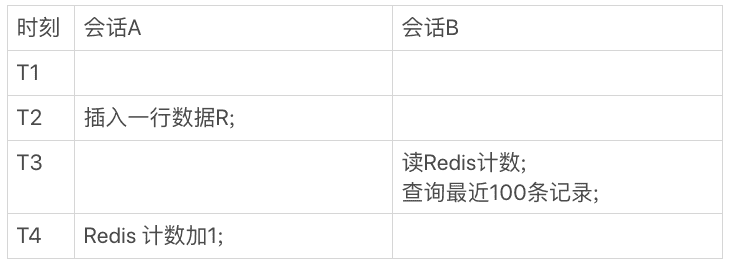 时刻 会话A 会话B
T1
T2 插入一行数据R;
T3 读Redis计数;
查询最近100条记录;
T4 Redis 计数加1;